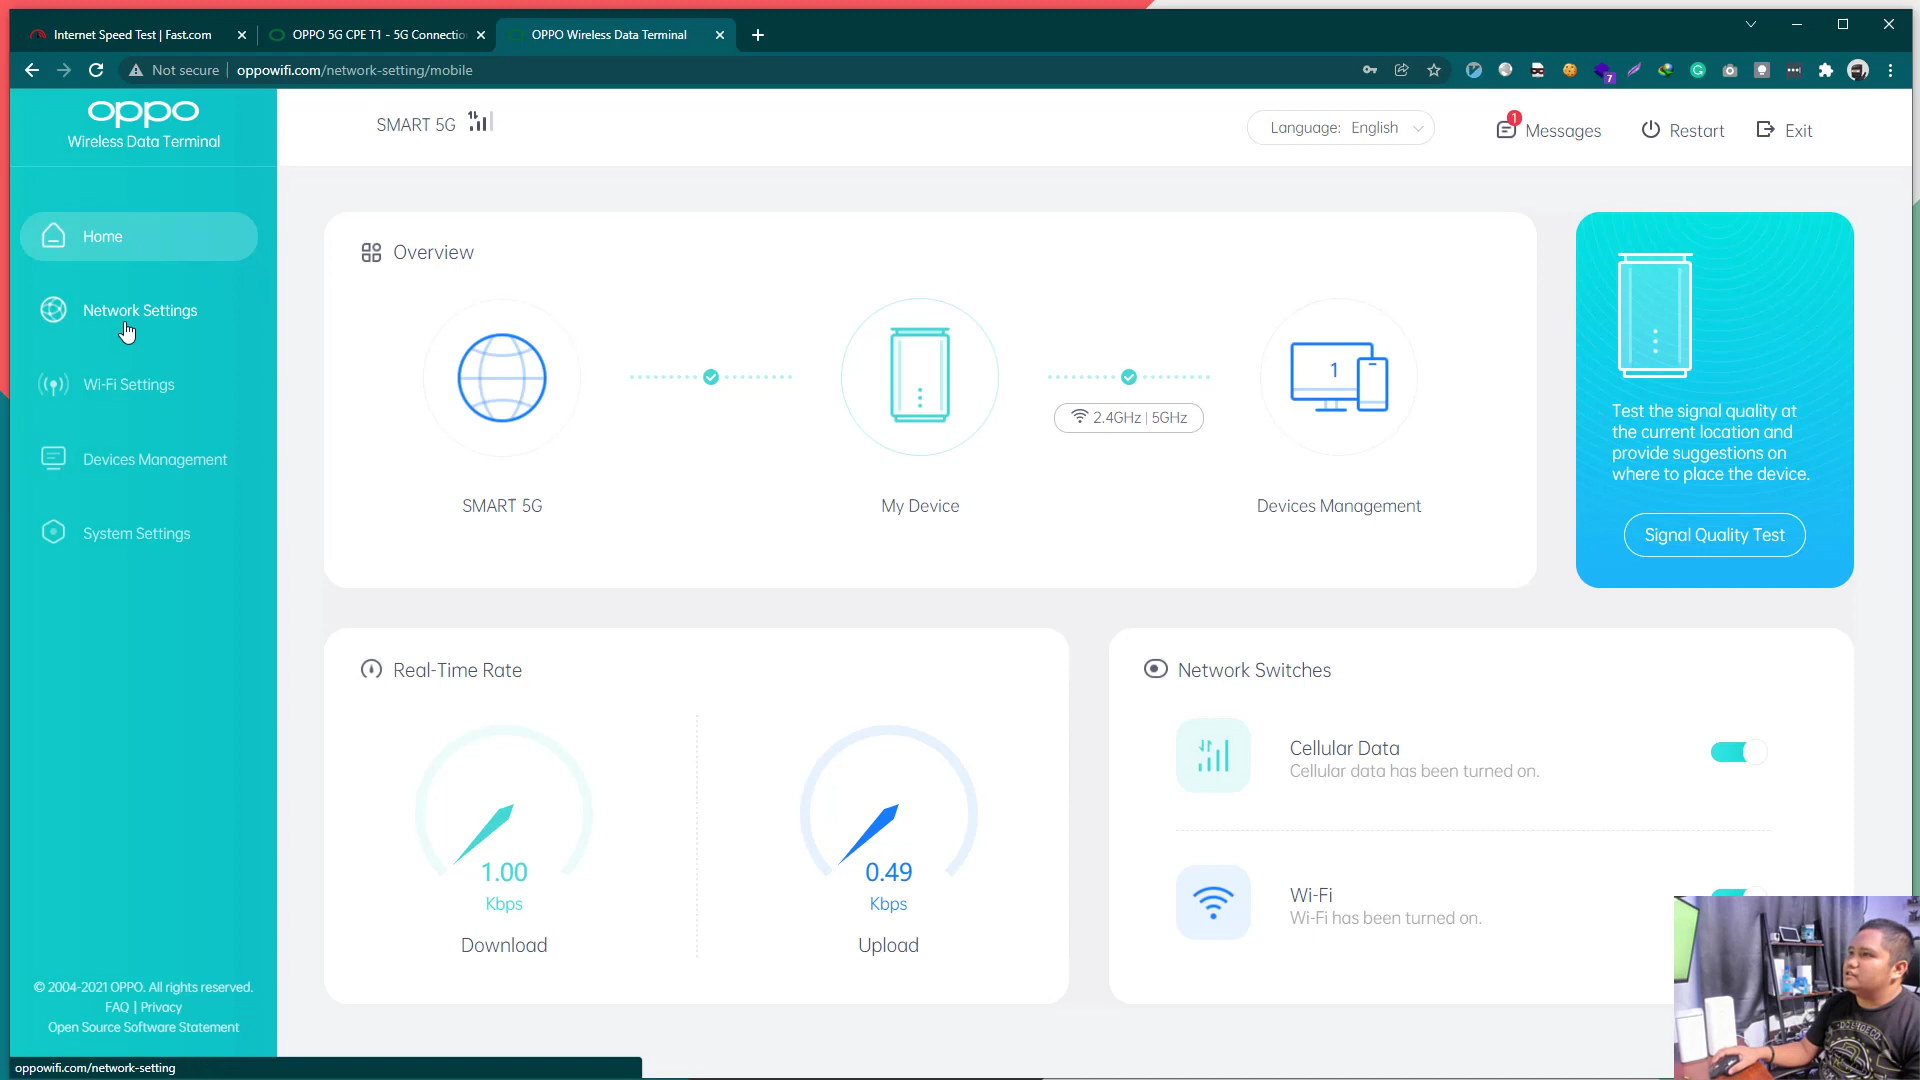 Internet Speed Test | Fast.com
OPPO 5G CPE T1 - 5G Connectio
OPPO Wireless Data Terminal
Not secure
oppowifi.com/network-setting/mobile
7
oppo
Wireless Data Terminal
SMART 5G
Language: English
1
Messages
Restart
Exit
Home
Network Settings
Wi-Fi Settings
Devices Management
System Settings
Overview
1
2.4GHz | 5GHz
SMART 5G
My Device
Devices Management
Test the signal quality at
the current location and
provide suggestions on
where to place the device.
Signal Quality Test
Real-Time Rate
1.00
Kbps
Download
0.49
Kbps
Upload
Network Switches
Cellular Data
Cellular data has been turned on.
Wi-Fi
Wi-Fi has been turned on.
© 2004-2021 OPPO. All rights reserved.
FAQ | Privacy
Open Source Software Statement
oppowifi.com/network-setting